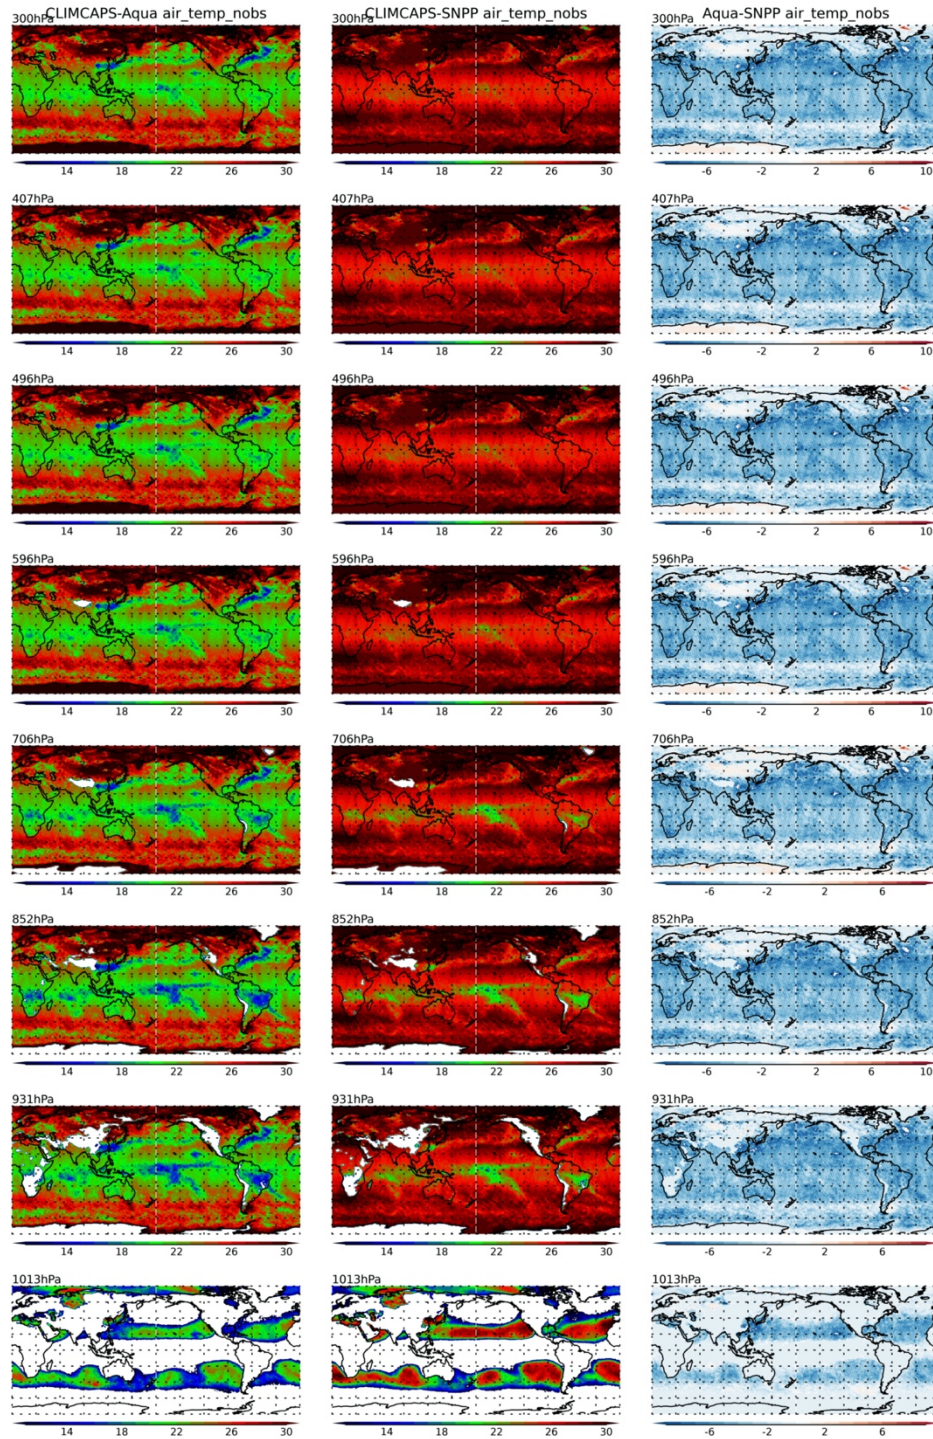 CLIMCAPS-Aqua air_temp_nobs CLIMCAPS-SNPP air_temp_nobs Aqua-SNPP air_temp_nobs
300hPa 300hPa 300hPa
14 18 22 26 30 14 18 22 26 30 -6 -2 2 6 10
407hPa 407hPa 407hPa
14 18 22 26 30 14 18 22 26 30 -6 -2 2 6 10
496hPa 496hPa 496hPa
14 18 22 26 30 14 18 22 26 30 -6 -2 2 6 10
596hPa 596hPa 596hPa
14 18 22 26 30 14 18 22 26 30 -6 -2 2 6 10
706hPa 706hPa 706hPa
14 18 22 26 30 14 18 22 26 30 -6 -2 2 6 10
852hPa 852hPa 852hPa
14 18 22 26 30 14 18 22 26 30 -6 -2 2 6 10
931hPa 931hPa 931hPa
14 18 22 26 30 14 18 22 26 30 -6 -2 2 6 10
1013hPa 1013hPa 1013hPa
14 18 22 26 30 14 18 22 26 30 -6 -2 2 6 10